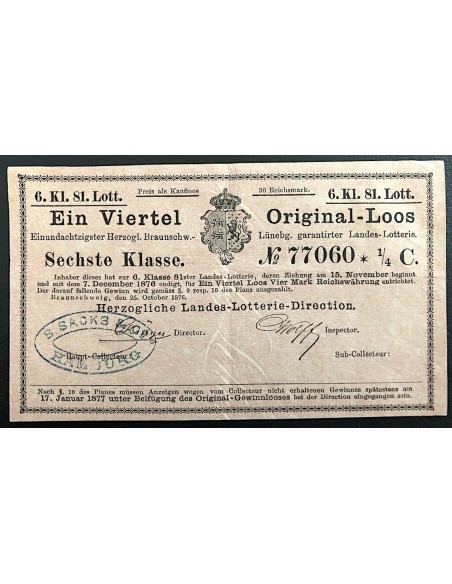 6. Kl. 81. Lott. Preis als Kaufloos 30 Reichsmark. 6. Kl. 81. Lott.
Ein Viertel Original-Loos
Einundachtzigster Herzogl. Braunschw.- Lünebg. garantirter Landes-Lotterie.
Sechste Klasse. № 77060 * 1/4 C.
Inhaber dieses hat zur 6. Klasse 81ster Landes-Lotterie, deren Ziehung am 15. November beginnt
und mit dem 7. December 1876 endigt, für Ein Viertel Loos Vier Mark Reichswährung entrichtet.
Der darauf fallende Gewinn wird gemäss § 9 resp. 10 des Plans ausgezahlt.
Braunschweig, den 25. October 1876.
Herzogliche Landes-Lotterie-Direction.
Director. Wolff Inspector.
S SACKS
HAMBURG
Haupt-Collecteur: Sub-Collecteur:
Nach § 10 des Planes müssen Anzeigen wegen vom Collecteur nicht erhaltenen Gewinnes spätestens am
17. Januar 1877 unter Beifügung des Original-Gewinnlooses bei der Direction eingegangen sein.